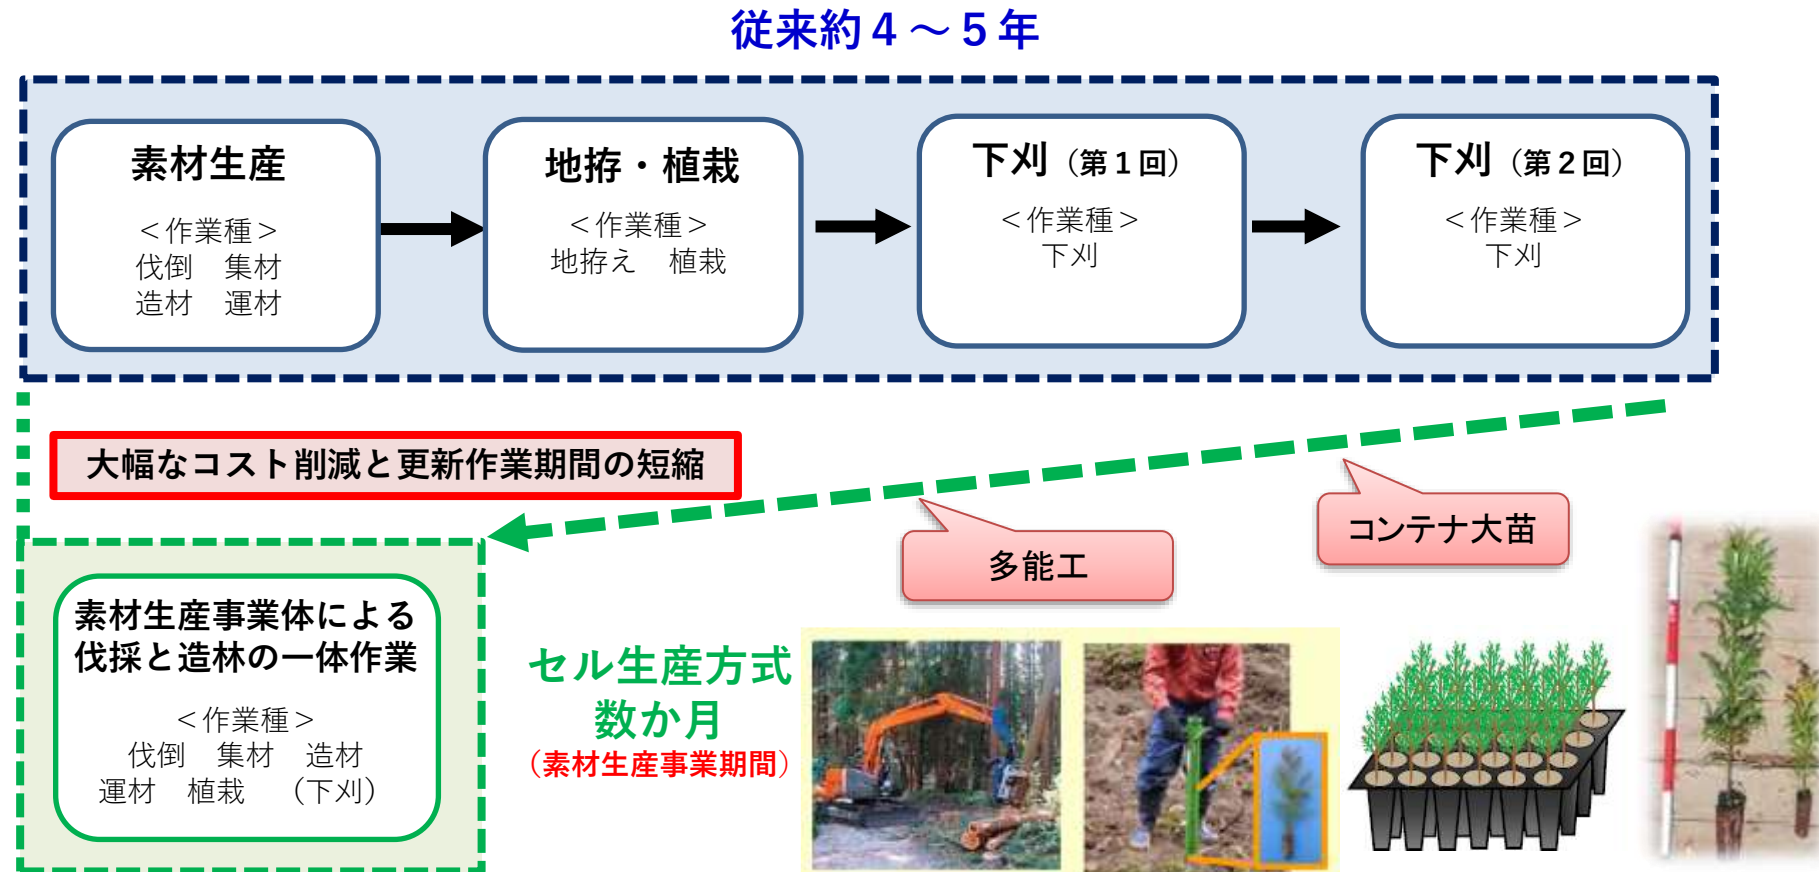 従来約４～５年
素材生産
＜作業種＞
伐倒　集材
造材　運材
地拵・植栽
＜作業種＞
地拵え　植栽
下刈（第１回）
＜作業種＞
下刈
下刈（第２回）
＜作業種＞
下刈
大幅なコスト削減と更新作業期間の短縮
多能工
コンテナ大苗
素材生産事業体による
伐採と造林の一体作業
＜作業種＞
伐倒　集材　造材
運材　植栽　（下刈）
セル生産方式
数か月
（素材生産事業期間）